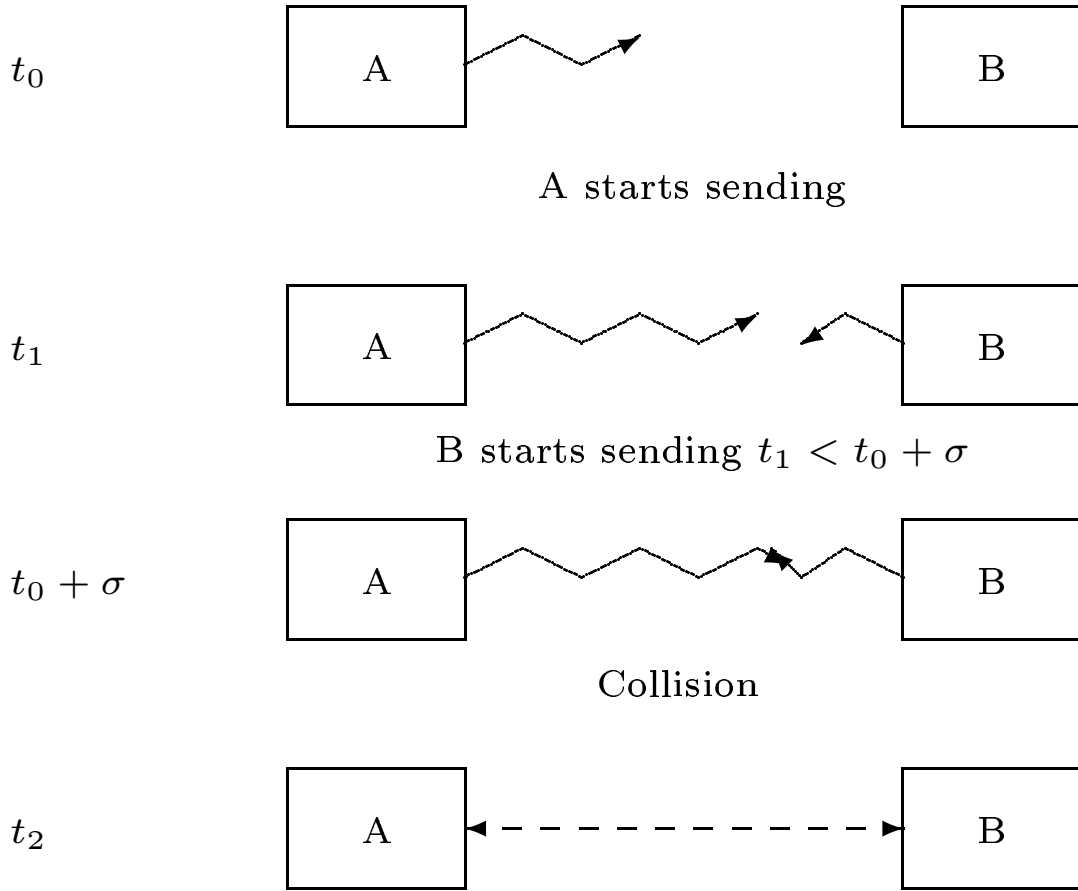 t₀ A B
A starts sending
t₁ A B
B starts sending t₁ < t₀ + σ
t₀ + σ A B
Collision
t₂ A B